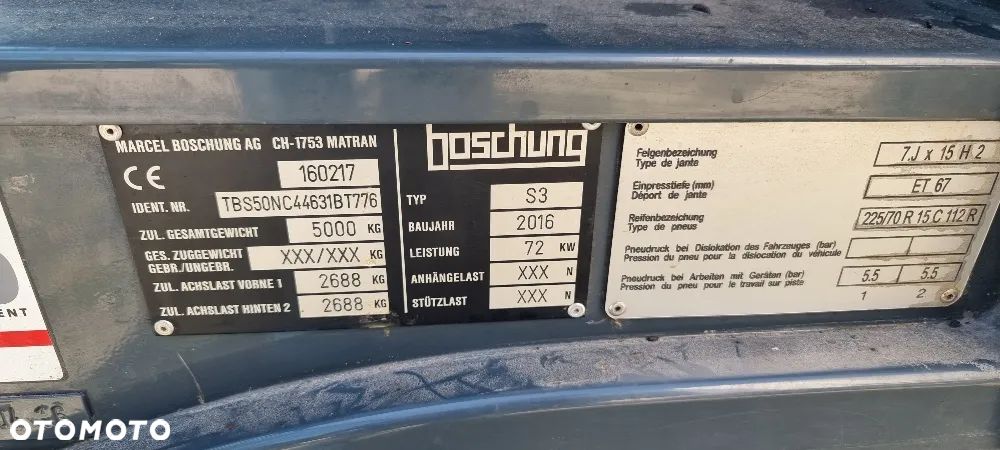 MARCEL BOSCHUNG AG CH-1753 MATRAN
CE 160217
IDENT. NR. TBS50NC44631BT776
ZUL. GESAMTGEWICHT 5000 KG
GES. ZUGGEWICHT XXX/XXX KG
GEBR./UNGEBR.
ZUL. ACHSLAST VORNE 1 2688 KG
ZUL. ACHSLAST HINTEN 2 2688 KG
boschung
TYP S3
BAUJAHR 2016
LEISTUNG 72 KW
ANHÄNGELAST XXX N
STÜTZLAST XXX N
Felgenbezeichung 7.J x 15 H 2
Type de jante
Einpresstiefe (mm) ET 67
Déport de jante
Reifenbezeichung 225/70 R 15 C 112 R
Type de pneus
Pneudruck bei Dislokation des Fahrzeuges (bar)
Pression du pneu pour la dislocation du véhicule
Pneudruck bei Arbeiten mit Geräten (bar) 5.5 5.5
Pression du pneu pour le travail sur piste
1 2
ENT
OTOMOTO